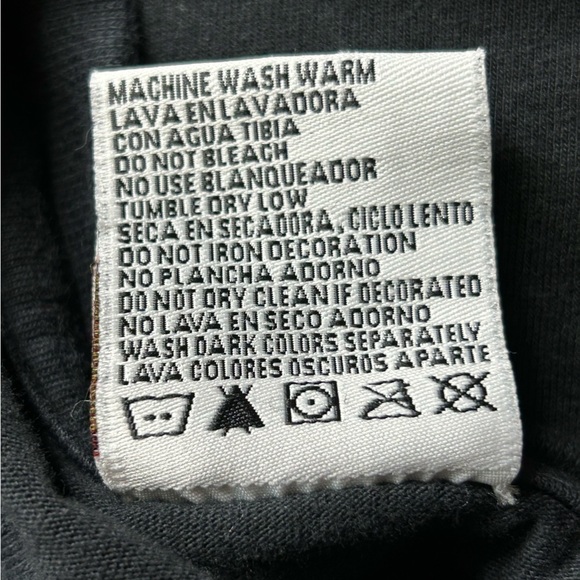 MACHINE WASH WARM
LAVA EN LAVADORA
CON AGUA TIBIA
DO NOT BLEACH
NO USE BLANQUEADOR
TUMBLE DRY LOW
SECA EN SECADORA, CICLO LENTO
DO NOT IRON DECORATION
NO PLANCHA ADORNO
DO NOT DRY CLEAN IF DECORATED
NO LAVA EN SECO ADORNO
WASH DARK COLORS SEPARATELY
LAVA COLORES OSCUROS APARTE